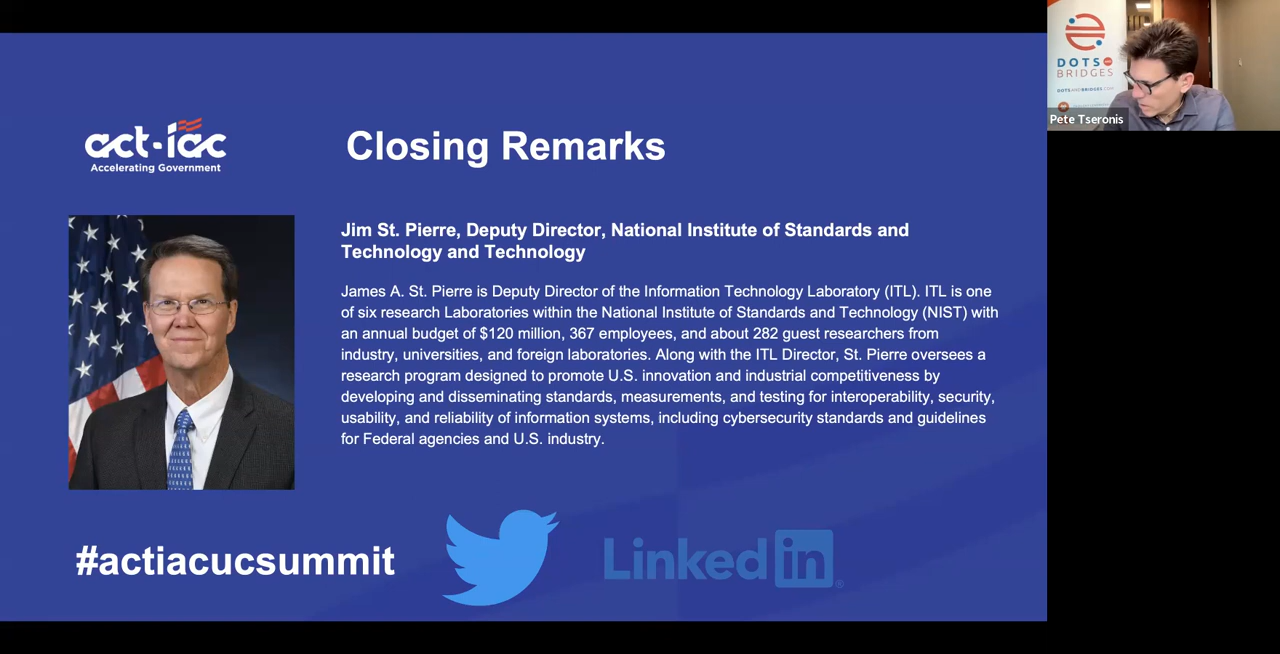 act-iac
Accelerating Government
Closing Remarks
Jim St. Pierre, Deputy Director, National Institute of Standards and
Technology and Technology
James A. St. Pierre is Deputy Director of the Information Technology Laboratory (ITL). ITL is one
of six research Laboratories within the National Institute of Standards and Technology (NIST) with
an annual budget of $120 million, 367 employees, and about 282 guest researchers from
industry, universities, and foreign laboratories. Along with the ITL Director, St. Pierre oversees a
research program designed to promote U.S. innovation and industrial competitiveness by
developing and disseminating standards, measurements, and testing for interoperability, security,
usability, and reliability of information systems, including cybersecurity standards and guidelines
for Federal agencies and U.S. industry.
#actiacucsummit
Linked in
DOTS
BRIDGES
DOTSANDBRIDGES.COM
Pete Tseronis